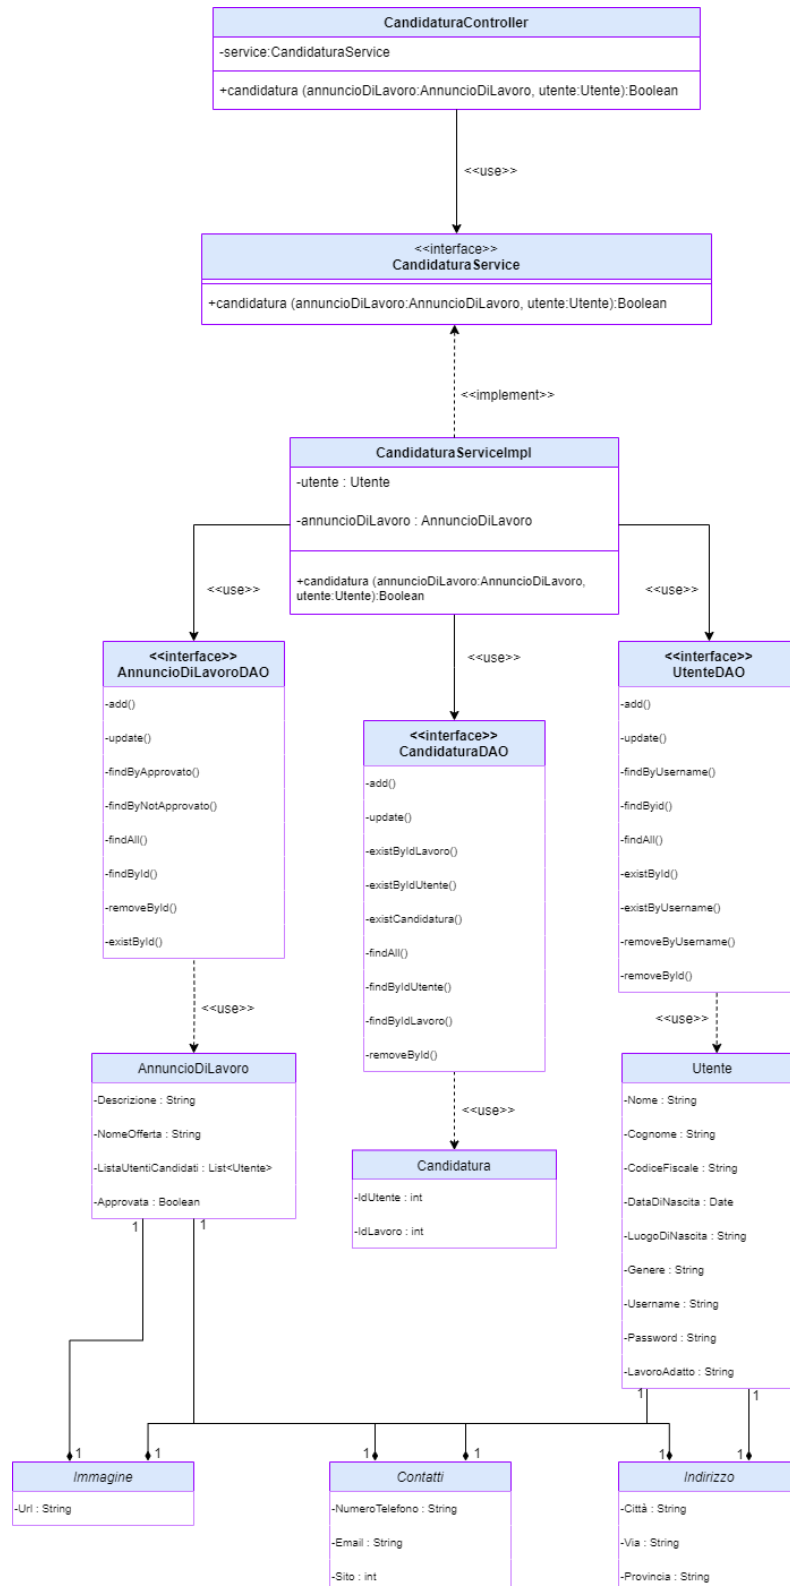 CandidaturaController
-service:CandidaturaService
+candidatura (annuncioDiLavoro:AnnuncioDiLavoro, utente:Utente):Boolean
<<use>>
<<interface>>
CandidaturaService
+candidatura (annuncioDiLavoro:AnnuncioDiLavoro, utente:Utente):Boolean
<<implement>>
CandidaturaServiceImpl
-utente : Utente
-annuncioDiLavoro : AnnuncioDiLavoro
+candidatura (annuncioDiLavoro:AnnuncioDiLavoro,
utente:Utente):Boolean
<<use>>
<<use>>
<<use>>
<<interface>>
AnnuncioDiLavoroDAO
-add()
-update()
-findByApprovato()
-findByNotApprovato()
-findAll()
-findById()
-removeById()
-existById()
<<interface>>
CandidaturaDAO
-add()
-update()
-existByIdLavoro()
-existByIdUtente()
-existCandidatura()
-findAll()
-findByIdUtente()
-findByIdLavoro()
-removeById()
<<interface>>
UtenteDAO
-add()
-update()
-findByUsername()
-findByid()
-findAll()
-existById()
-existByUsername()
-removeByUsername()
-removeById()
<<use>>
<<use>>
<<use>>
AnnuncioDiLavoro
-Descrizione : String
-NomeOfferta : String
-ListaUtentiCandidati : List<Utente>
-Approvata : Boolean
1
1
Candidatura
-IdUtente : int
-IdLavoro : int
Utente
-Nome : String
-Cognome : String
-CodiceFiscale : String
-DataDiNascita : Date
-LuogoDiNascita : String
-Genere : String
-Username : String
-Password : String
-LavoroAdatto : String
1
1
1
1
1
1
1
1
Immagine
-Url : String
Contatti
-NumeroTelefono : String
-Email : String
-Sito : int
Indirizzo
-Città : String
-Via : String
-Provincia : String